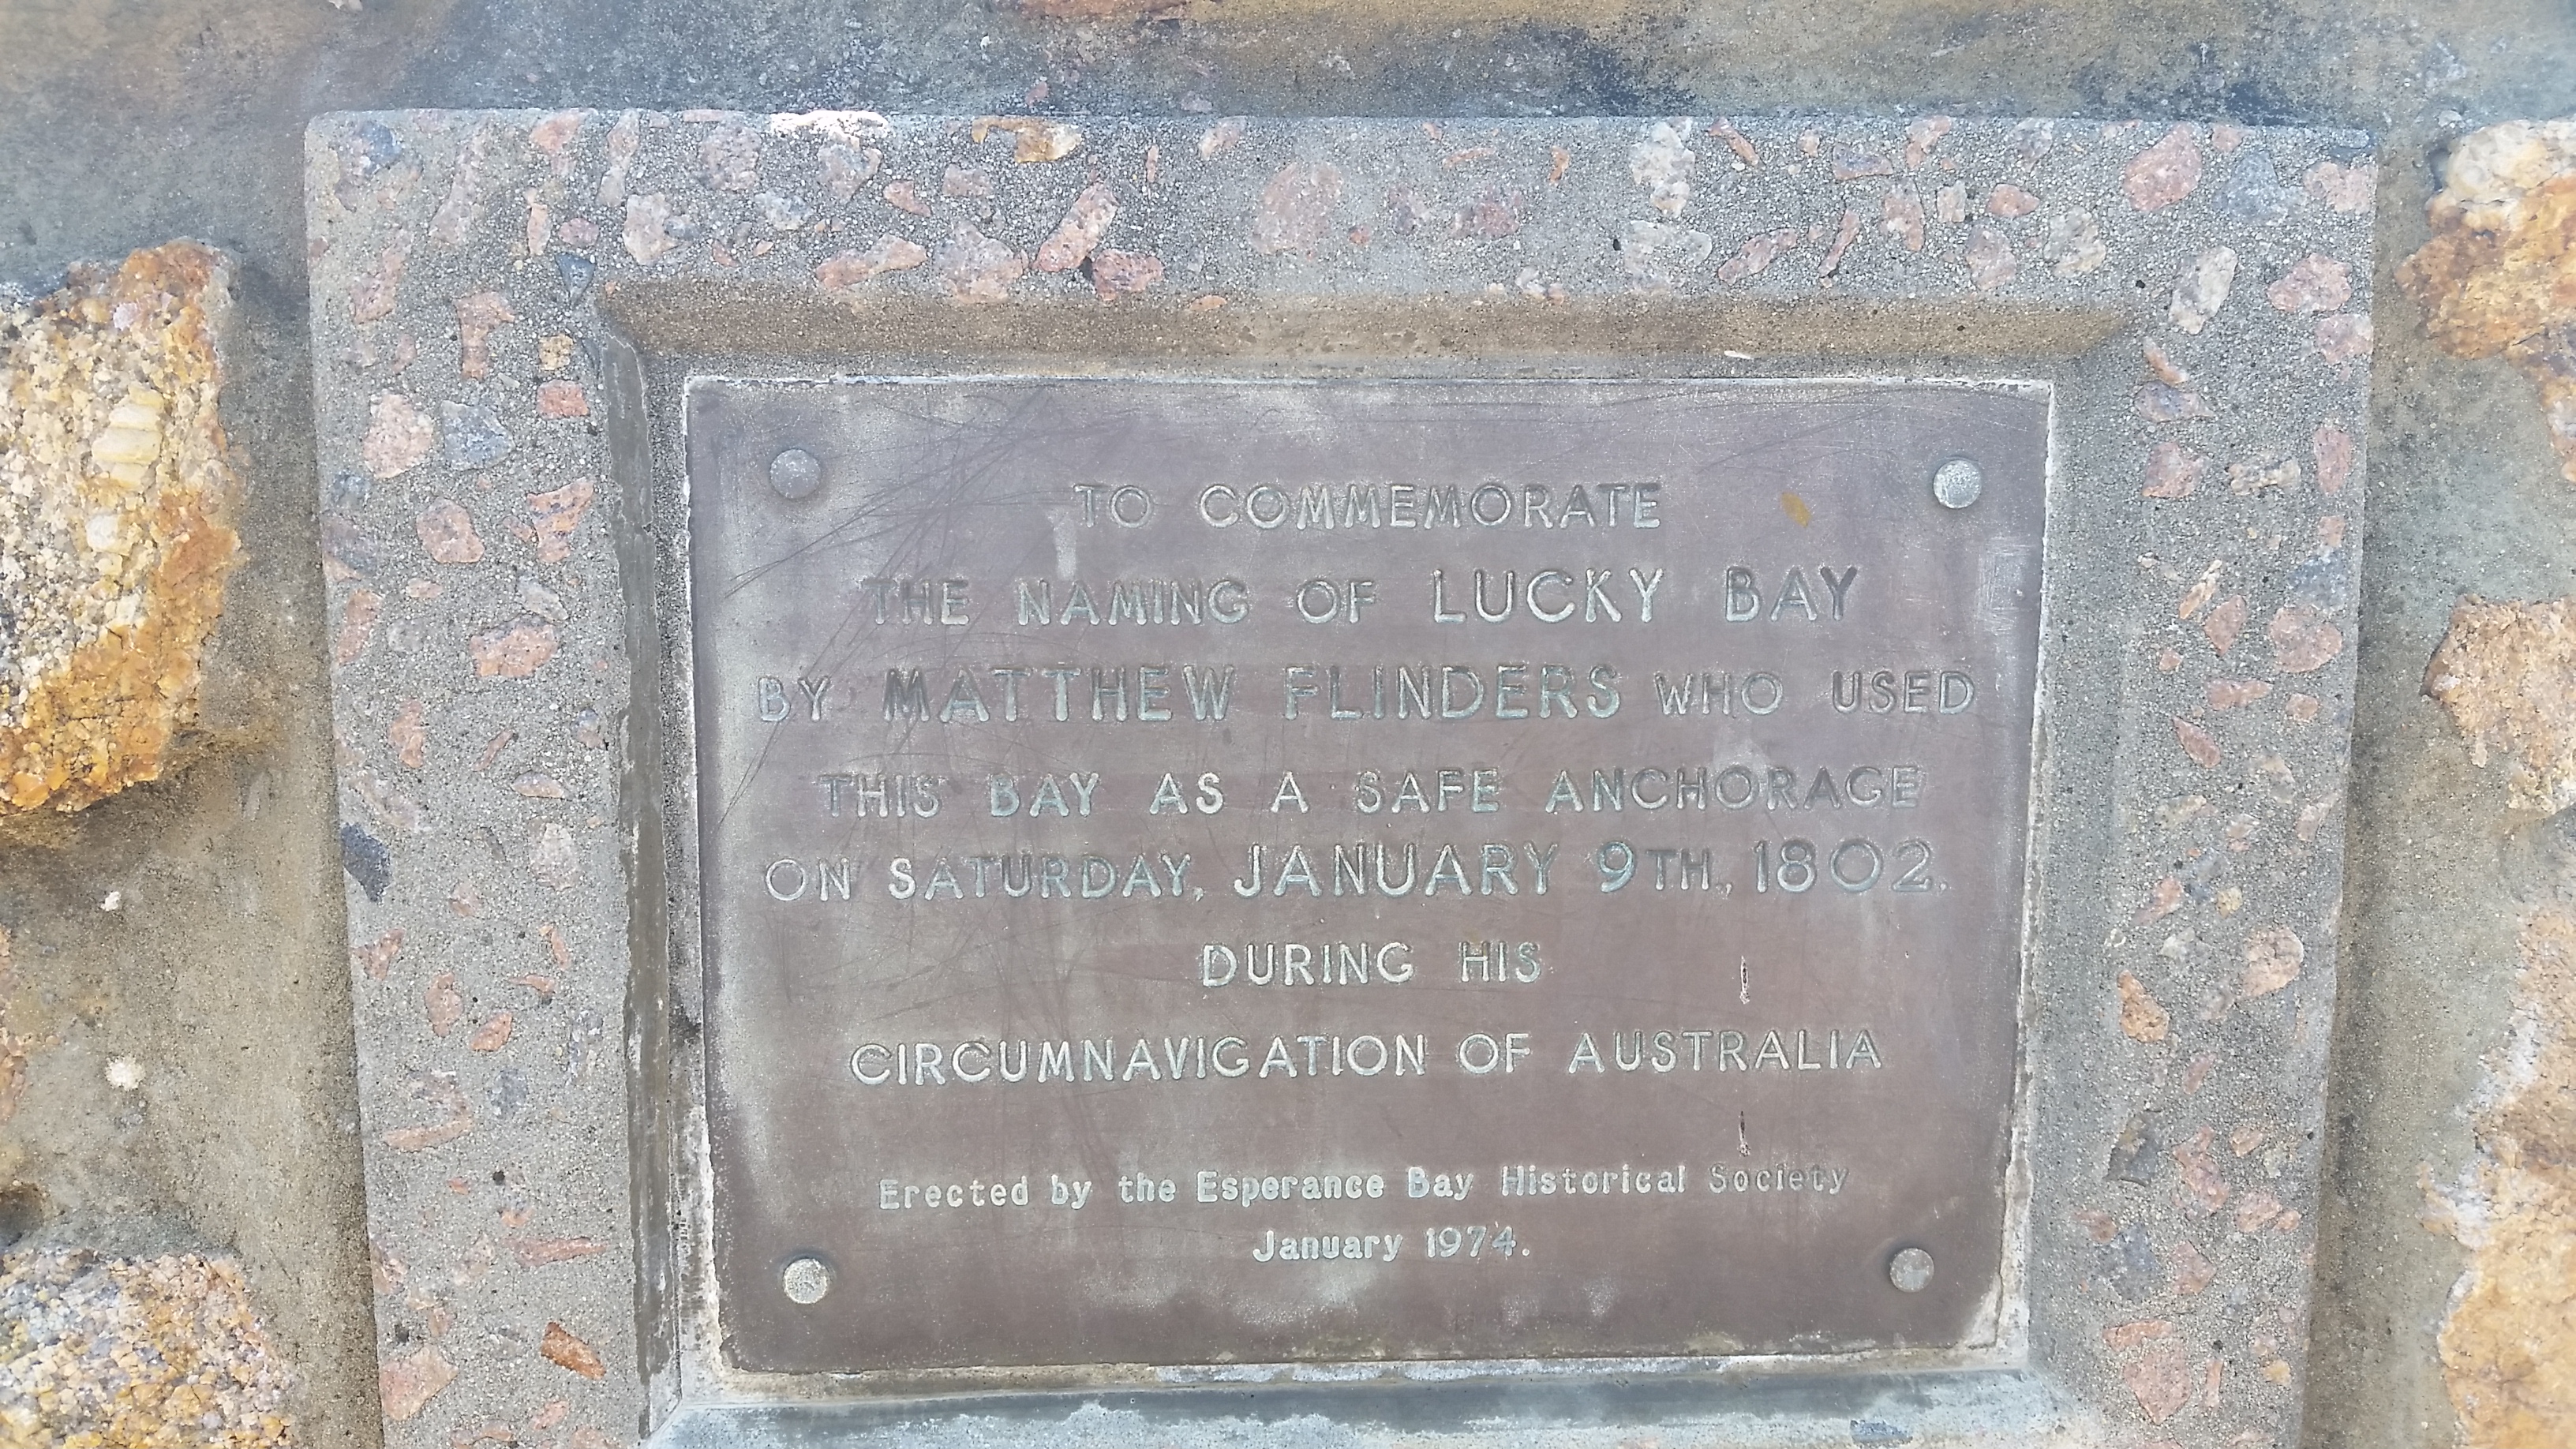 TO COMMEMORATE
THE NAMING OF LUCKY BAY
BY MATTHEW FLINDERS WHO USED
THIS BAY AS A SAFE ANCHORAGE
ON SATURDAY, JANUARY 9TH., 1802.
DURING HIS
CIRCUMNAVIGATION OF AUSTRALIA
Erected by the Esperance Bay Historical Society
January 1974.